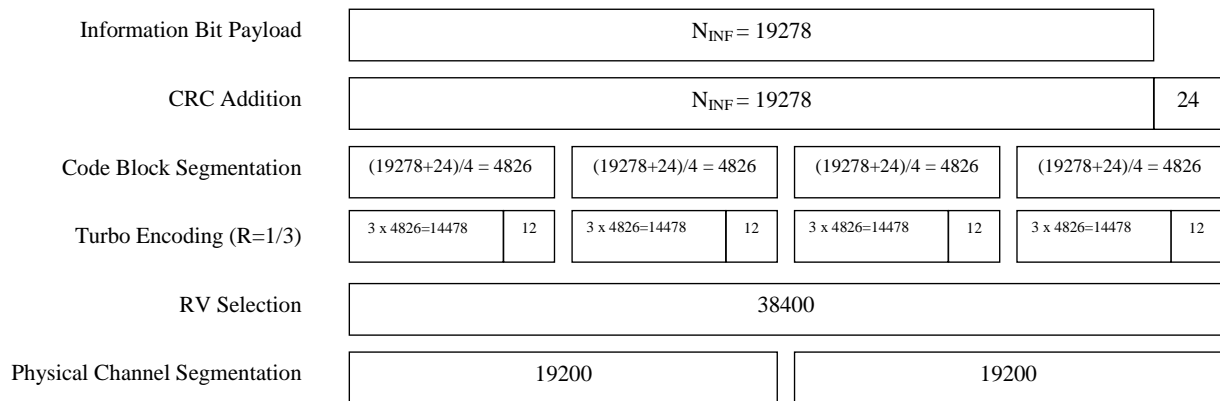 Information Bit Payload
N_INF = 19278
CRC Addition
N_INF = 19278
24
Code Block Segmentation
(19278+24)/4 = 4826
(19278+24)/4 = 4826
(19278+24)/4 = 4826
(19278+24)/4 = 4826
Turbo Encoding (R=1/3)
3 x 4826=14478
12
3 x 4826=14478
12
3 x 4826=14478
12
3 x 4826=14478
12
RV Selection
38400
Physical Channel Segmentation
19200
19200